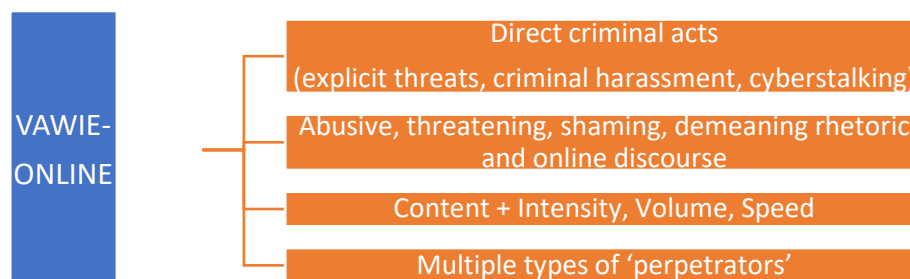 VAWIE-
ONLINE
Direct criminal acts
(explicit threats, criminal harassment, cyberstalking)
Abusive, threatening, shaming, demeaning rhetoric
and online discourse
Content + Intensity, Volume, Speed
Multiple types of ‘perpetrators’